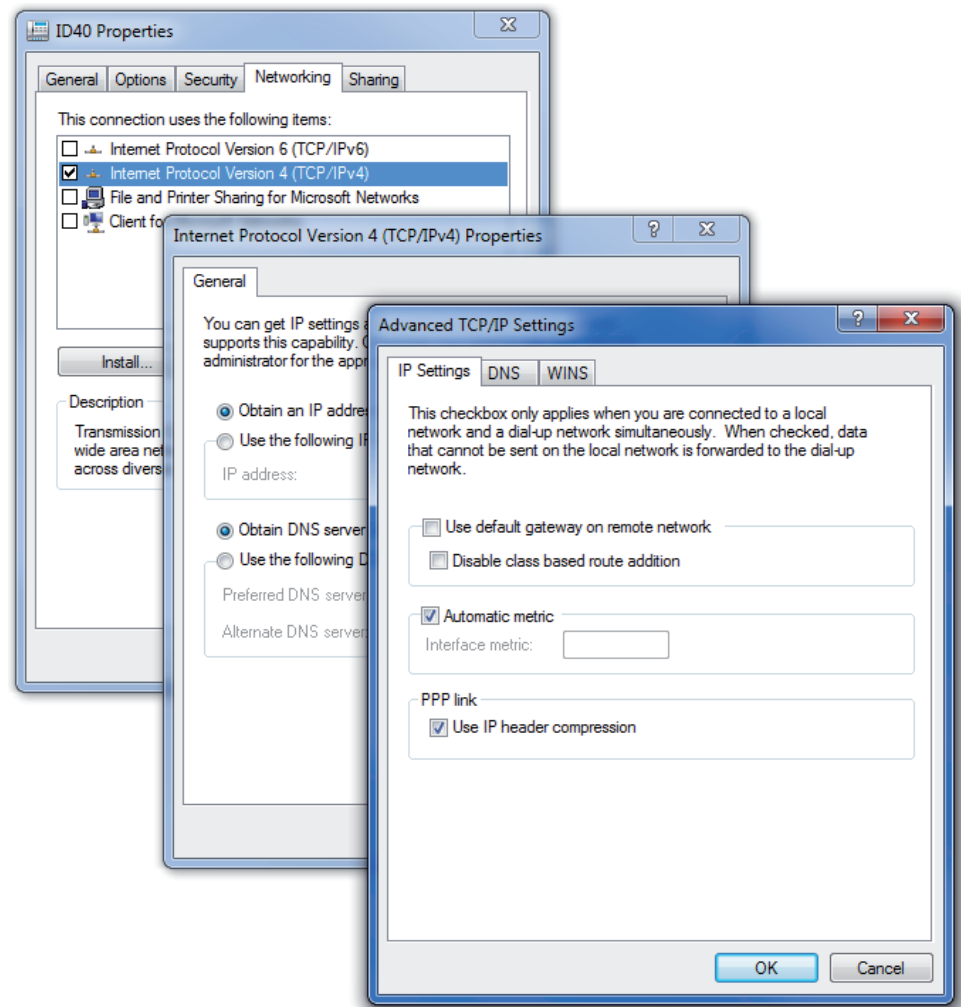 ID40 Properties
General Options Security Networking Sharing
This connection uses the following items:
Internet Protocol Version 6 (TCP/IPv6)
Internet Protocol Version 4 (TCP/IPv4)
File and Printer Sharing for Microsoft Networks
Client for
Install...
Description
Transmission
wide area net
across divers
Internet Protocol Version 4 (TCP/IPv4) Properties
General
You can get IP settings
supports this capability.
administrator for the appr
Obtain an IP addre
Use the following IP
IP address:
Obtain DNS server
Use the following D
Preferred DNS server
Alternate DNS server:
Advanced TCP/IP Settings
IP Settings DNS WINS
This checkbox only applies when you are connected to a local
network and a dial-up network simultaneously. When checked, data
that cannot be sent on the local network is forwarded to the dial-up
network.
Use default gateway on remote network
Disable class based route addition
Automatic metric
Interface metric:
PPP link
Use IP header compression
OK Cancel